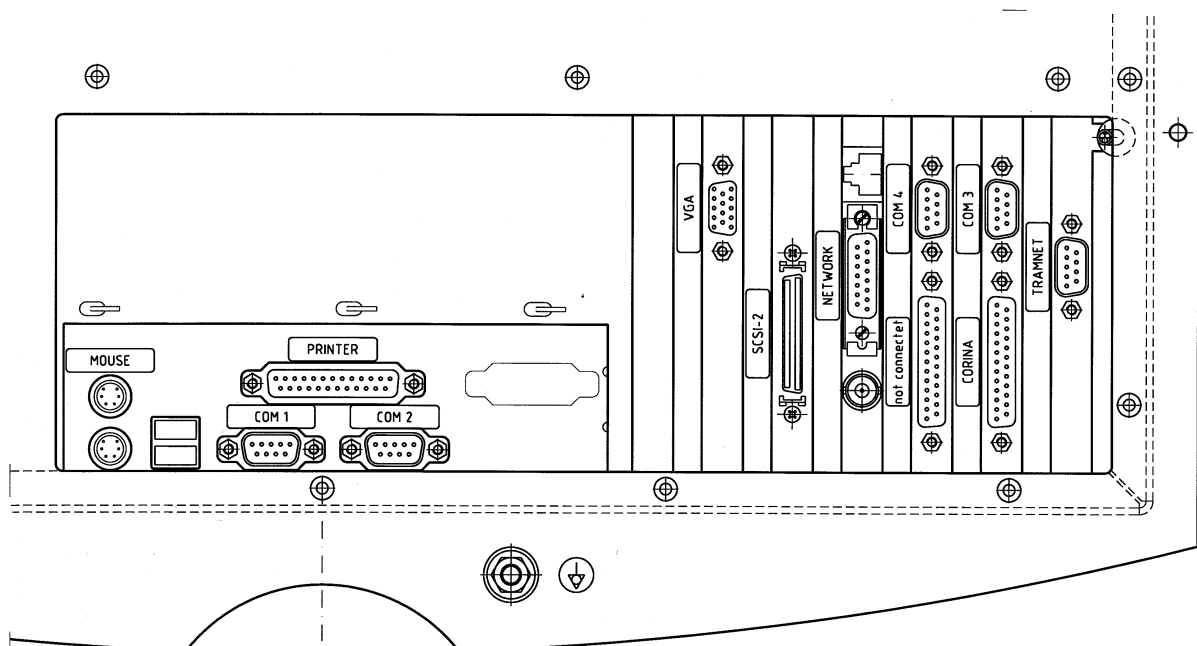 VGA
SCSI-2
NETWORK
COM 4
not connectet
COM 3
CORINA
TRAMNET
MOUSE
PRINTER
COM 1
COM 2